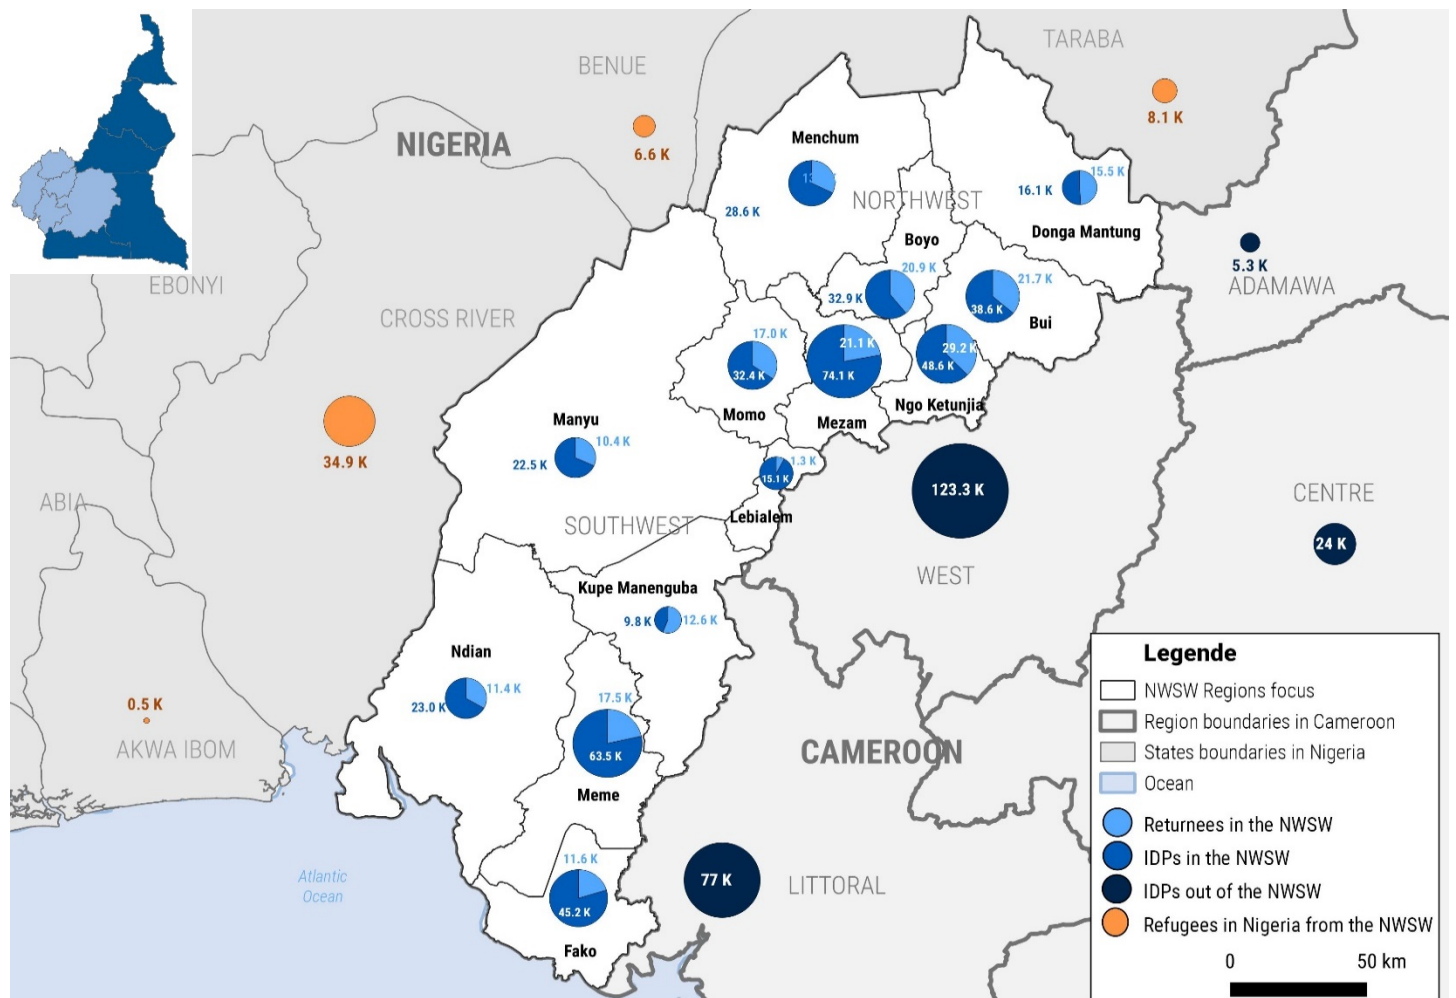 TARABA
BENUE
8.1 K
NIGERIA
6.6 K
Menchum
15.5 K
NORTHWEST
16.1 K
28.6 K
Donga Mantung
Boyo
5.3 K
ADAMAWA
EBONYI
20.9 K
21.7 K
32.9 K
38.6 K
Bui
CROSS RIVER
17.0 K
21.1 K
29.2 K
32.4 K
74.1 K
48.6 K
Momo
Mezam
Ngo Ketunjia
Manyu
10.4 K
22.5 K
34.9 K
1.3 K
15.1 K
123.3 K
CENTRE
ABIA
SOUTHWEST
Lebialem
24 K
WEST
Kupe Manenguba
9.8 K
12.6 K
Ndian
11.4 K
23.0 K
17.5 K
63.5 K
Meme
0.5 K
AKWA IBOM
CAMEROON
11.6 K
45.2 K
Fako
77 K
LITTORAL
Atlantic
Ocean
Legende
NWSW Regions focus
Region boundaries in Cameroon
States boundaries in Nigeria
Ocean
Returnees in the NWSW
IDPs in the NWSW
IDPs out of the NWSW
Refugees in Nigeria from the NWSW
0
50 km